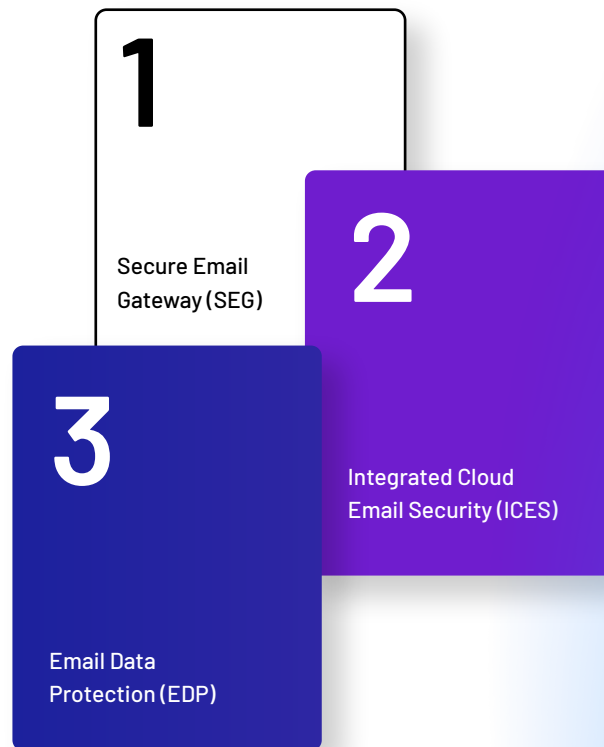 1
Secure Email
Gateway (SEG)
2
Integrated Cloud
Email Security (ICES)
3
Email Data
Protection (EDP)